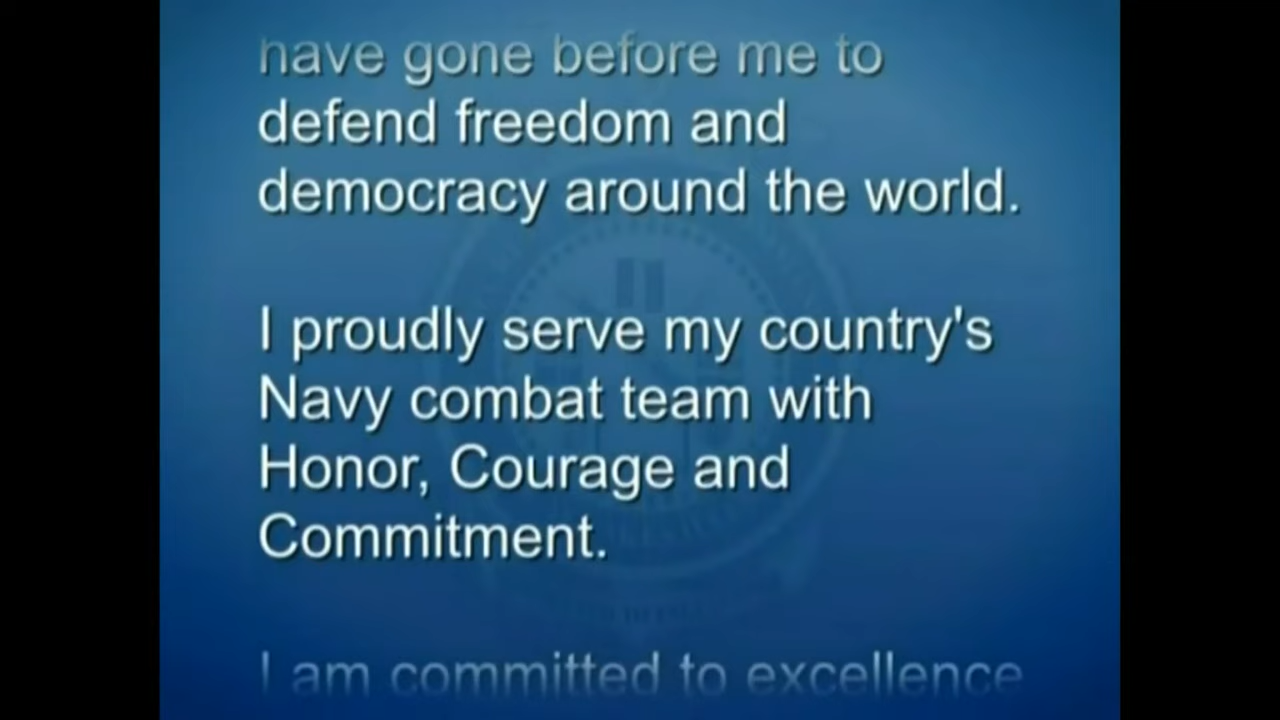 have gone before me to
defend freedom and
democracy around the world.
I proudly serve my country's
Navy combat team with
Honor, Courage and
Commitment.
I am committed to excellence